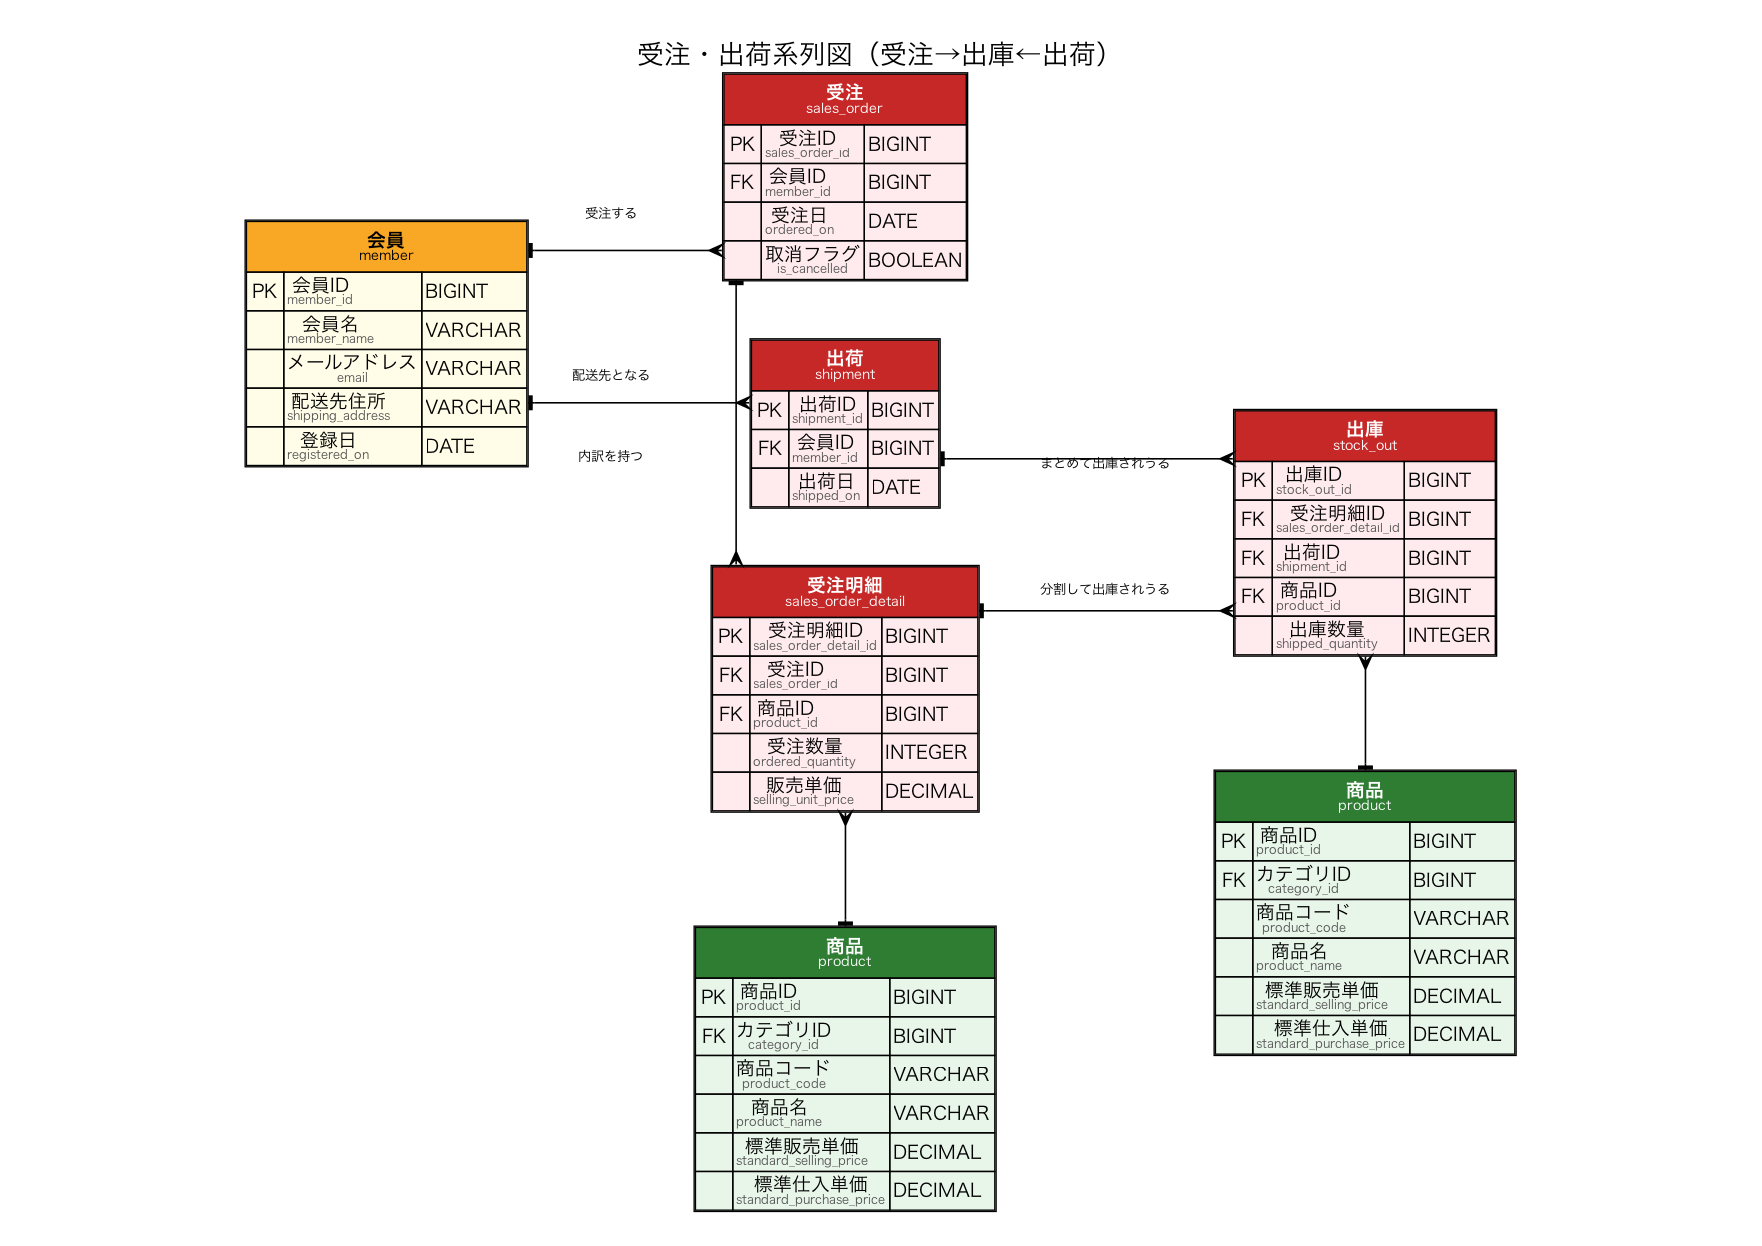 受注・出荷系列図（受注→出庫←出荷）
受注
sales_order
PK 受注ID BIGINT
sales_order_id
FK 会員ID BIGINT
member_id
受注日 DATE
ordered_on
取消フラグ BOOLEAN
is_cancelled
受注する
会員
member
PK 会員ID BIGINT
member_id
会員名 VARCHAR
member_name
メールアドレス VARCHAR
email
配送先住所 VARCHAR
shipping_address
登録日 DATE
registered_on
配送先となる
内訳を持つ
出荷
shipment
PK 出荷ID BIGINT
shipment_id
FK 会員ID BIGINT
member_id
出荷日 DATE
shipped_on
まとめて出庫されうる
出庫
stock_out
PK 出庫ID BIGINT
stock_out_id
FK 受注明細ID BIGINT
sales_order_detail_id
FK 出荷ID BIGINT
shipment_id
FK 商品ID BIGINT
product_id
出庫数量 INTEGER
shipped_quantity
分割して出庫されうる
受注明細
sales_order_detail
PK 受注明細ID BIGINT
sales_order_detail_id
FK 受注ID BIGINT
sales_order_id
FK 商品ID BIGINT
product_id
受注数量 INTEGER
ordered_quantity
販売単価 DECIMAL
selling_unit_price
商品
product
PK 商品ID BIGINT
product_id
FK カテゴリID BIGINT
category_id
商品コード VARCHAR
product_code
商品名 VARCHAR
product_name
標準販売単価 DECIMAL
standard_selling_price
標準仕入単価 DECIMAL
standard_purchase_price
商品
product
PK 商品ID BIGINT
product_id
FK カテゴリID BIGINT
category_id
商品コード VARCHAR
product_code
商品名 VARCHAR
product_name
標準販売単価 DECIMAL
standard_selling_price
標準仕入単価 DECIMAL
standard_purchase_price